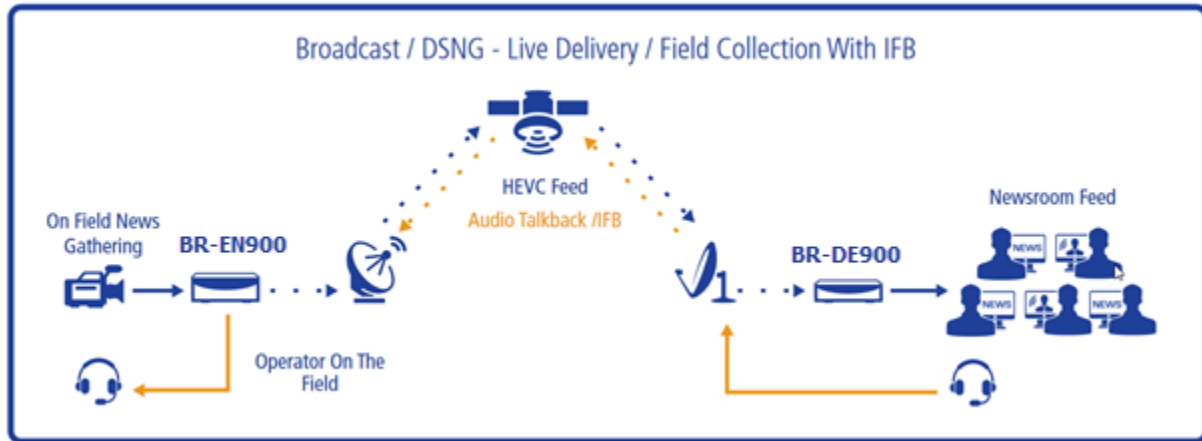 Broadcast / DSNG - Live Delivery / Field Collection With IFB
HEVC Feed
Audio Talkback /IFB
On Field News
Gathering
BR-EN900
Operator On The
Field
BR-DE900
Newsroom Feed
NEWS
NEWS
NEWS